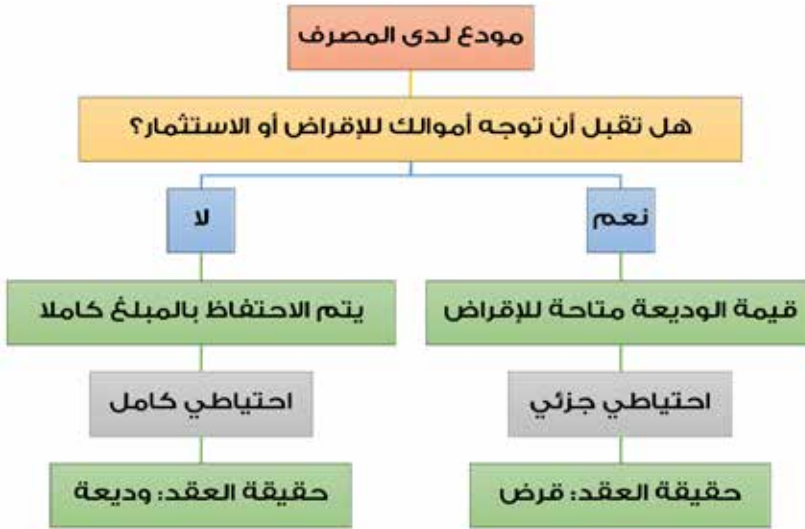 مودع لدى المصرف
هل تقبل أن توجه أموالك للإقراض أو الاستثمار؟
نعم
لا
قيمة الوديعة متاحة للإقراض
يتم الاحتفاظ بالمبلغ كاملا
احتياطي جزئي
احتياطي كامل
حقيقة العقد: قرض
حقيقة العقد: وديعة